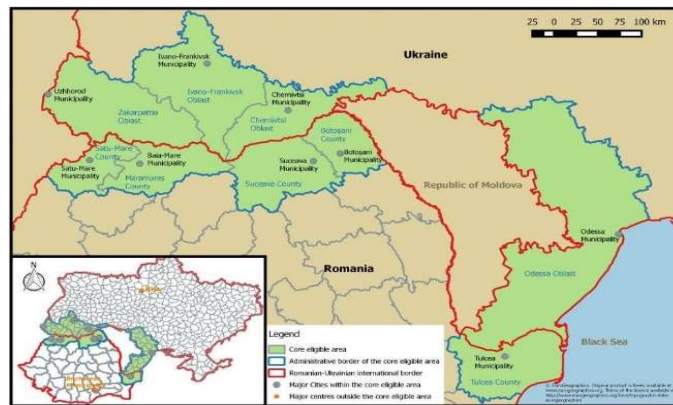 25 0 25 50 75 100 km
Ukraine
Ivano-Frankivsk
Municipality
Ivano-Frankivsk
Oblast
Uzhhorod
Municipality
Chernivtsi
Municipality
Zakarpattia
Oblast
Chernivtsi
Oblast
Botoșani
County
Satu-Mare
County
Baia-Mare
Municipality
Suceava
Municipality
Botoșani
Municipality
Satu-Mare
Municipality
Maramures
County
Suceava County
Republic of Moldova
Odessa
Municipality
Romania
Odessa Oblast
Black Sea
Tulcea
Municipality
Tulcea County
N
Legend
Core eligible area
Administrative border of the core eligible area
Romanian-Ukrainian international border
Major Cities within the core eligible area
Major centres outside the core eligible area